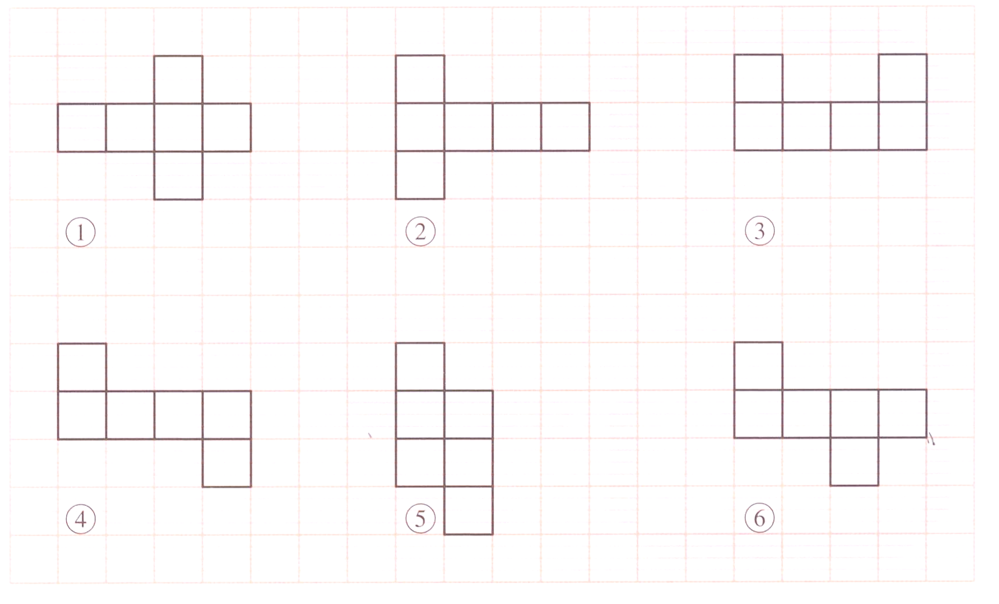 ① ② ③
④ ⑤ ⑥